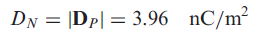 D_N = |D_P| = 3.96 nC/m²